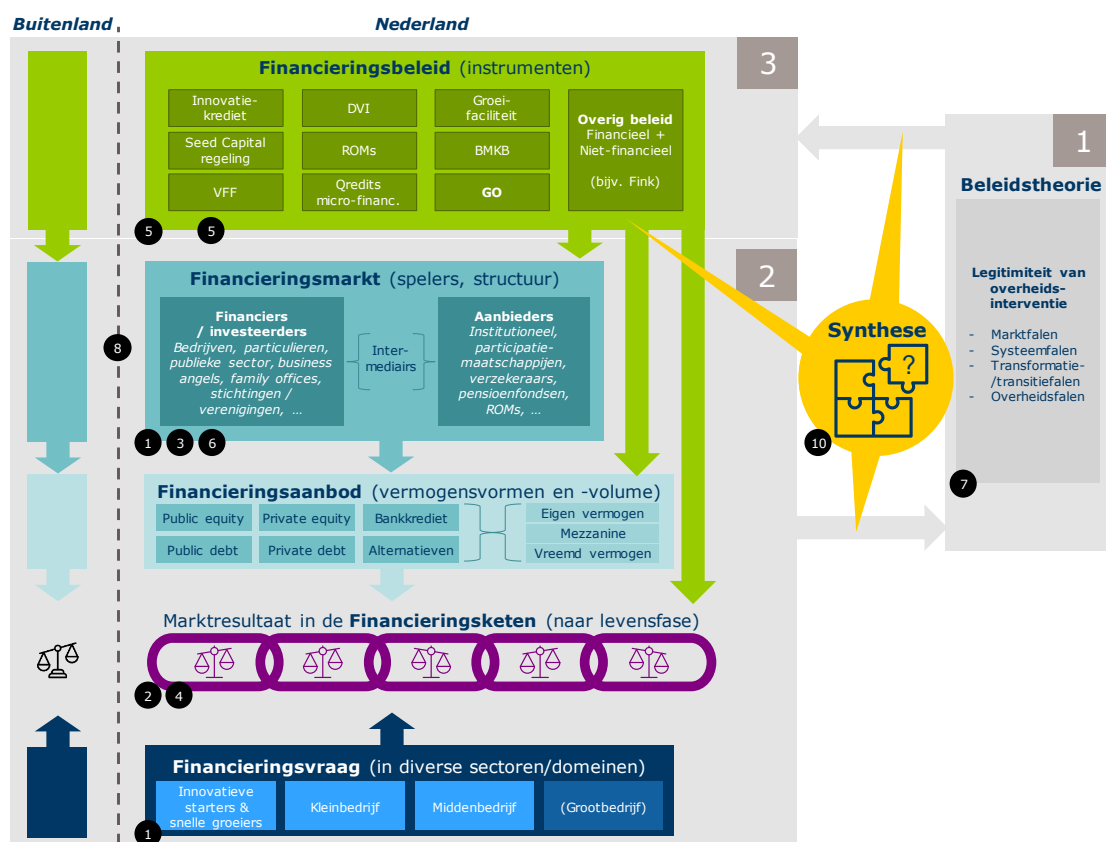 Buitenland
Nederland
3
Financieringsbeleid (instrumenten)
Innovatie-
krediet
DVI
Groei-
faciliteit
Seed Capital
regeling
ROMs
BMKB
VFF
Qredits
micro-financ.
GO
Overig beleid
Financieel +
Niet-financieel
(bijv. Fink)
5
5
2
Financieringsmarkt (spelers, structuur)
Financiers
/ investeerders
Bedrijven, particulieren,
publieke sector, business
angels, family offices,
stichtingen /
verenigingen, …
Inter-
mediairs
Aanbieders
Institutioneel,
participatie-
maatschappijen,
verzekeraars,
pensioenfondsen,
ROMs, …
8
1
3
6
Financieringsaanbod (vermogensvormen en -volume)
Public equity
Private equity
Bankkrediet
Public debt
Private debt
Alternatieven
Eigen vermogen
Mezzanine
Vreemd vermogen
Marktresultaat in de Financieringsketen (naar levensfase)
2
4
Financieringsvraag (in diverse sectoren/domeinen)
Innovatieve
starters &
snelle groeiers
Kleinbedrijf
Middenbedrijf
(Grootbedrijf)
1
Synthese
?
10
1
Beleidstheorie
Legitimiteit van
overheids-
interventie
- Marktfalen
- Systeemfalen
- Transformatie-
/transitiefalen
- Overheidsfalen
7